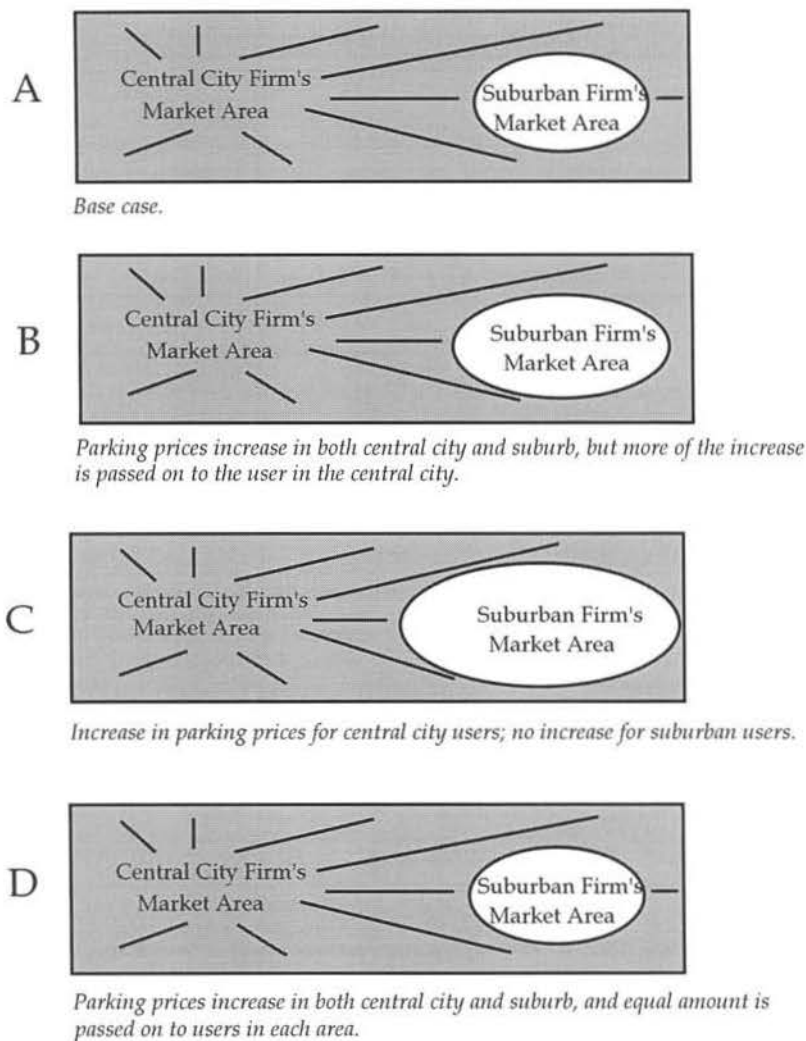 A
Central City Firm's
Market Area
Suburban Firm's
Market Area
Base case.
B
Central City Firm's
Market Area
Suburban Firm's
Market Area
Parking prices increase in both central city and suburb, but more of the increase
is passed on to the user in the central city.
C
Central City Firm's
Market Area
Suburban Firm's
Market Area
Increase in parking prices for central city users; no increase for suburban users.
D
Central City Firm's
Market Area
Suburban Firm's
Market Area
Parking prices increase in both central city and suburb, and equal amount is
passed on to users in each area.